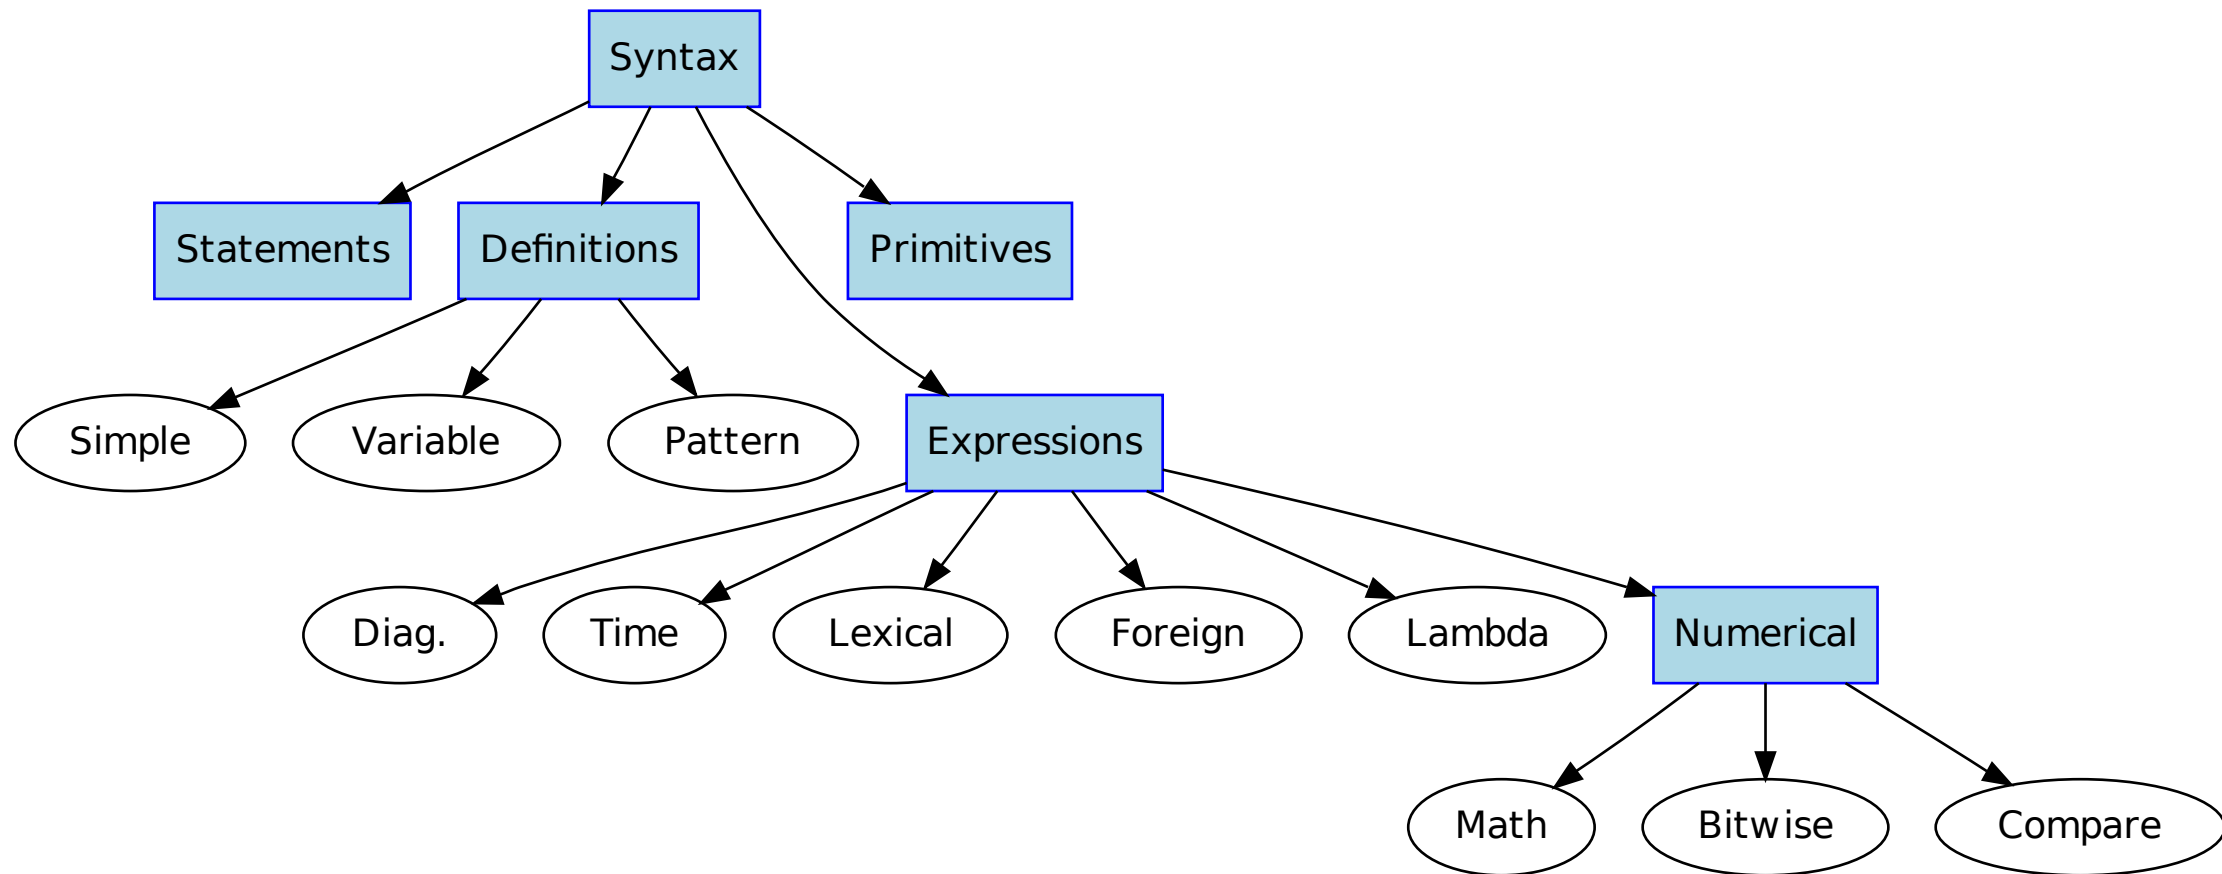 Syntax
Statements
Definitions
Primitives
Simple
Variable
Pattern
Expressions
Diag.
Time
Lexical
Foreign
Lambda
Numerical
Math
Bitwise
Compare